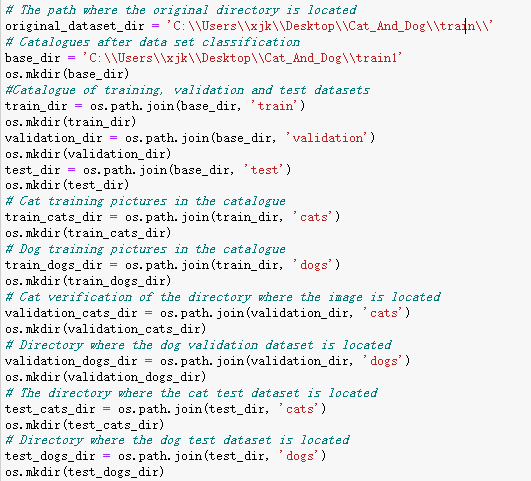 # The path where the original directory is located
original_dataset_dir = 'C:\\Users\\xjk\\Desktop\\Cat_And_Dog\\train\\'
# Catalogues after data set classification
base_dir = 'C:\\Users\\xjk\\Desktop\\Cat_And_Dog\\train1'
os.mkdir(base_dir)
#Catalogue of training, validation and test datasets
train_dir = os.path.join(base_dir, 'train')
os.mkdir(train_dir)
validation_dir = os.path.join(base_dir, 'validation')
os.mkdir(validation_dir)
test_dir = os.path.join(base_dir, 'test')
os.mkdir(test_dir)
# Cat training pictures in the catalogue
train_cats_dir = os.path.join(train_dir, 'cats')
os.mkdir(train_cats_dir)
# Dog training pictures in the catalogue
train_dogs_dir = os.path.join(train_dir, 'dogs')
os.mkdir(train_dogs_dir)
# Cat verification of the directory where the image is located
validation_cats_dir = os.path.join(validation_dir, 'cats')
os.mkdir(validation_cats_dir)
# Directory where the dog validation dataset is located
validation_dogs_dir = os.path.join(validation_dir, 'dogs')
os.mkdir(validation_dogs_dir)
# The directory where the cat test dataset is located
test_cats_dir = os.path.join(test_dir, 'cats')
os.mkdir(test_cats_dir)
# Directory where the dog test dataset is located
test_dogs_dir = os.path.join(test_dir, 'dogs')
os.mkdir(test_dogs_dir)